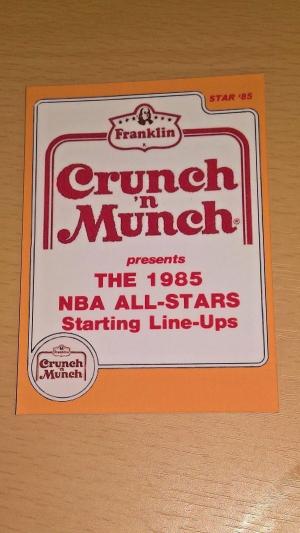 STAR '85
Franklin
K
Crunch
'n
Munch®
presents
THE 1985
NBA ALL-STARS
Starting Line-Ups
Franklin
Crunch
'n
Munch